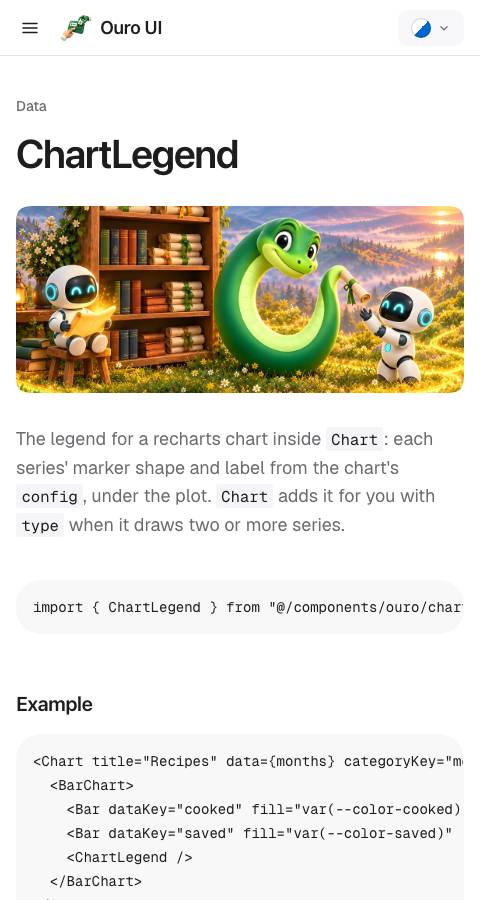 Ouro UI
Data
ChartLegend
The legend for a recharts chart inside Chart: each
series' marker shape and label from the chart's
config, under the plot. Chart adds it for you with
type when it draws two or more series.
import { ChartLegend } from "@/components/ouro/char
Example
<Chart title="Recipes" data={months} categoryKey="m
<BarChart>
<Bar dataKey="cooked" fill="var(--color-cooked)
<Bar dataKey="saved" fill="var(--color-saved)"
<ChartLegend />
</BarChart>